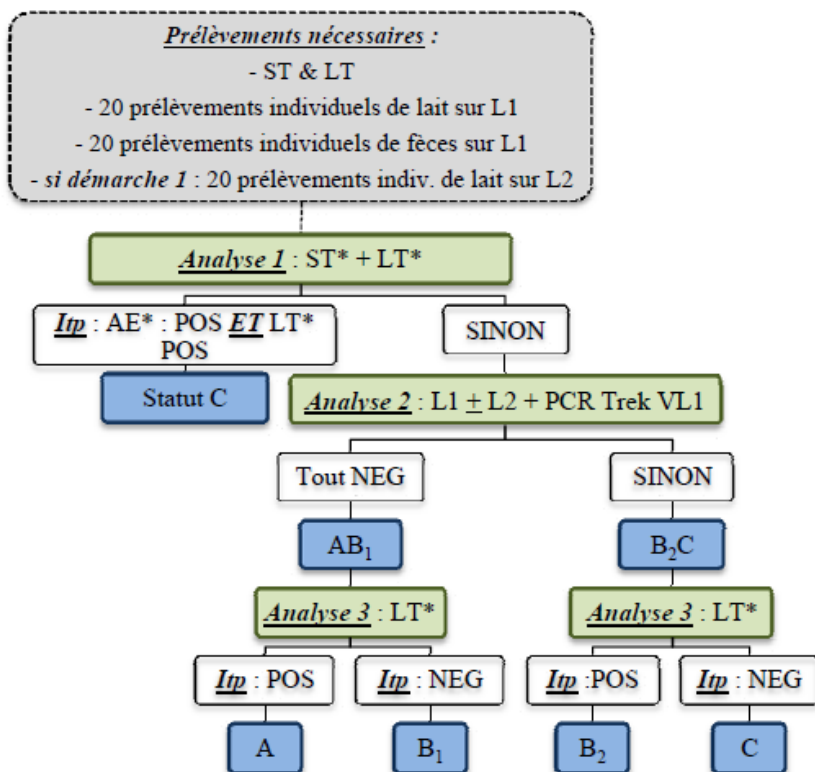 Prélèvements nécessaires :
- ST & LT
- 20 prélèvements individuels de lait sur L1
- 20 prélèvements individuels de fèces sur L1
- si démarche 1 : 20 prélèvements indiv. de lait sur L2
Analyse 1 : ST* + LT*
Itp : AE* : POS ET LT*
POS
SINON
Statut C
Analyse 2 : L1 ± L2 + PCR Trek VL1
Tout NEG
SINON
AB₁
B₂C
Analyse 3 : LT*
Analyse 3 : LT*
Itp : POS
Itp : NEG
Itp :POS
Itp : NEG
A
B₁
B₂
C